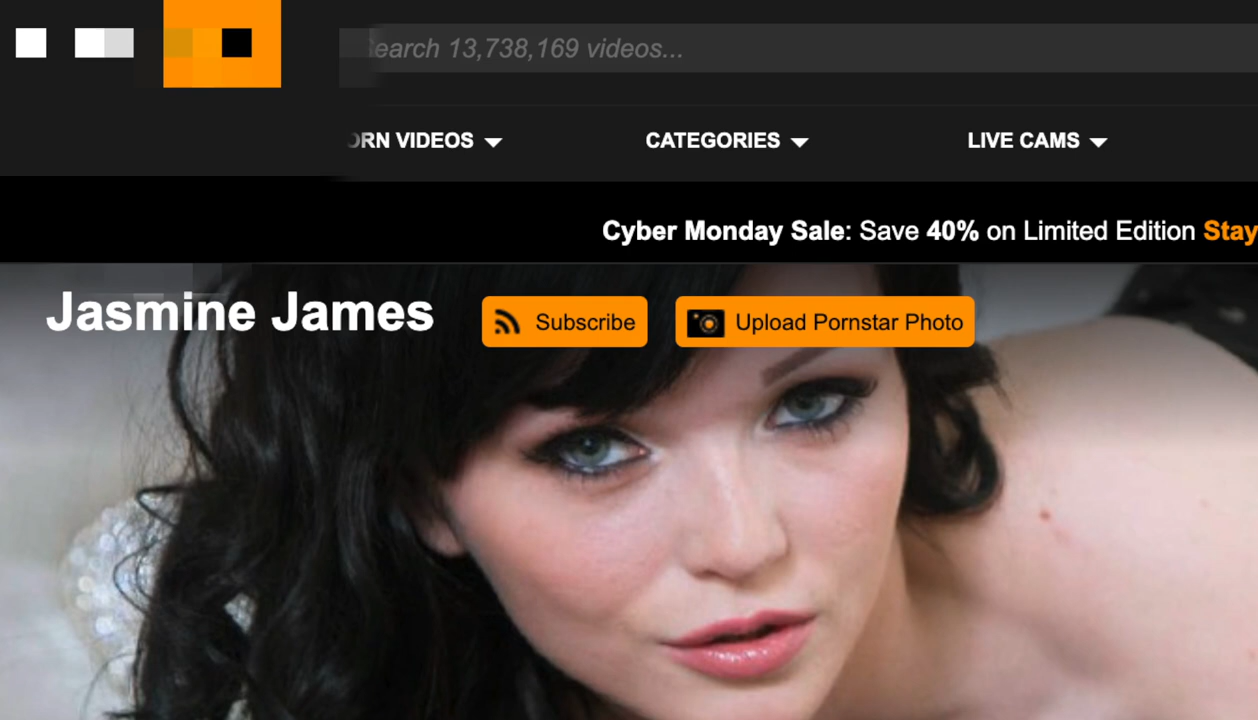 earch 13,738,169 videos...
ORN VIDEOS CATEGORIES LIVE CAMS
Cyber Monday Sale: Save 40% on Limited Edition Stay
Jasmine James Subscribe Upload Pornstar Photo